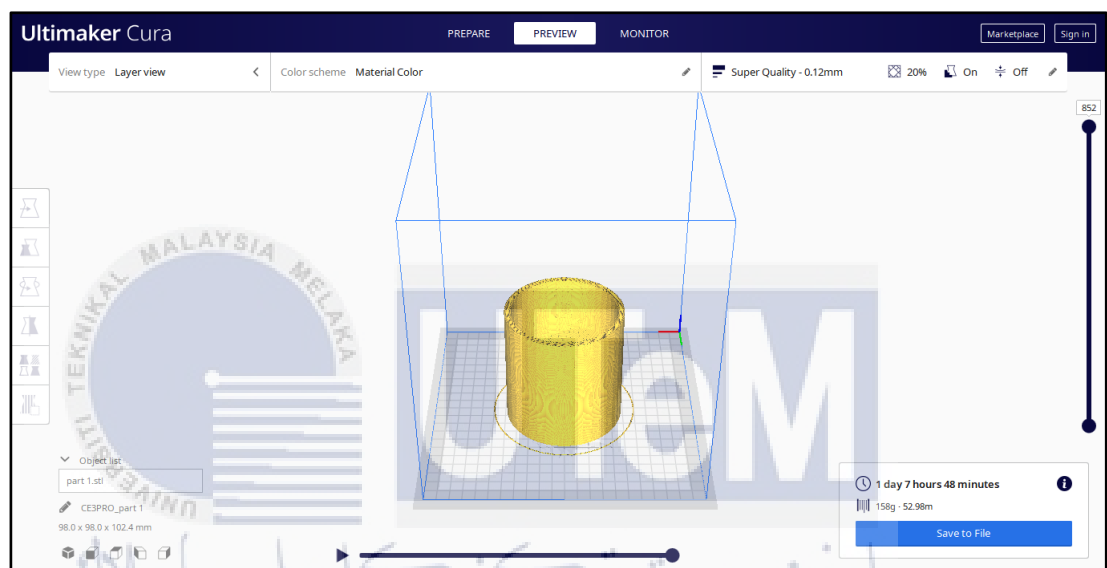 Ultimaker Cura
PREPARE PREVIEW MONITOR
Marketplace Sign in
View type Layer view
Color scheme Material Color
Super Quality - 0.12mm 20% On Off
852
UNIVERSITI TEKNIKAL MALAYSIA MELAKA
UTeM
Object list
part 1.stl
CE3PRO_part 1
98.0 x 98.0 x 102.4 mm
1 day 7 hours 48 minutes
158g · 52.98m
Save to File